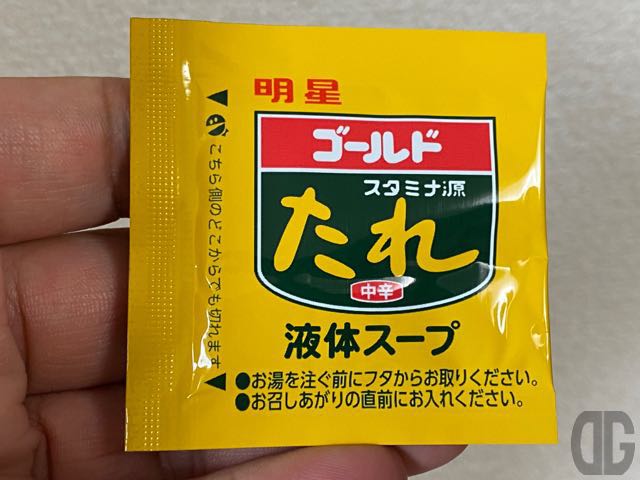 明星
ゴールド
スタミナ源
たれ
中辛
液体スープ
●お湯を注ぐ前にフタからお取りください。
●お召しあがりの直前にお入れください。
こちら側のどこからでも切れます
DG